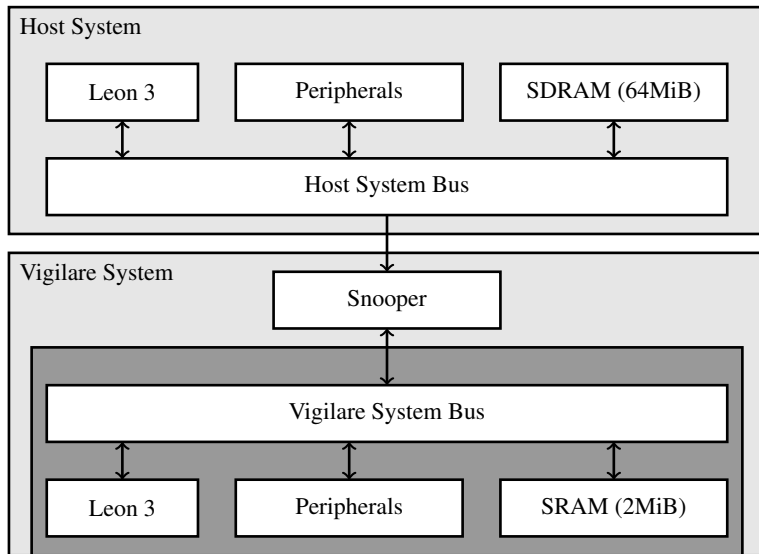 Host System
Leon 3
Peripherals
SDRAM (64MiB)
Host System Bus
Vigilare System
Snooper
Vigilare System Bus
Leon 3
Peripherals
SRAM (2MiB)